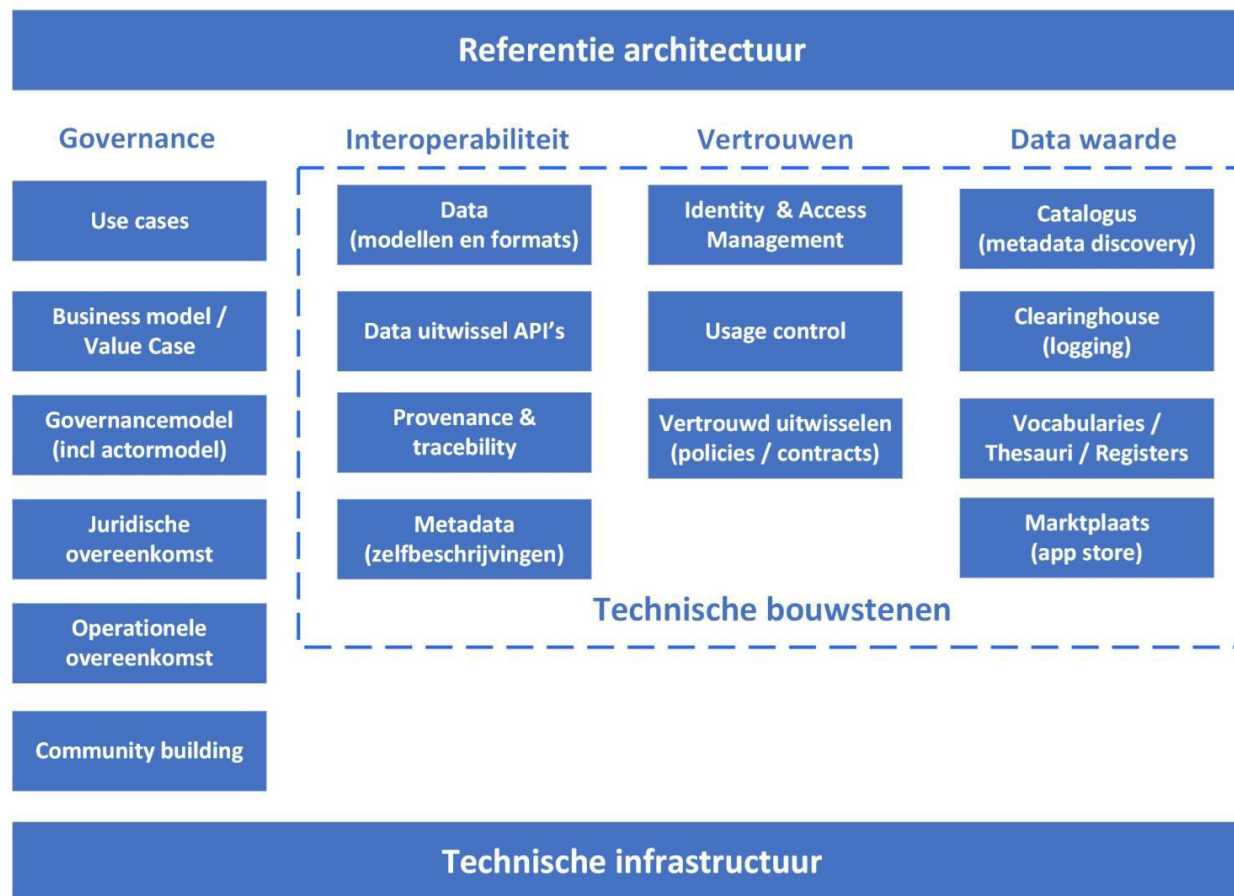 Referentie architectuur
Governance
Use cases
Business model /
Value Case
Governancemodel
(incl actormodel)
Juridische
overeenkomst
Operationele
overeenkomst
Community building
Interoperabiliteit
Data
(modellen en formats)
Data uitwissel API’s
Provenance &
tracebility
Metadata
(zelfbeschrijvingen)
Vertrouwen
Identity & Access
Management
Usage control
Vertrouwd uitwisselen
(policies / contracts)
Data waarde
Catalogus
(metadata discovery)
Clearinghouse
(logging)
Vocabularies /
Thesauri / Registers
Marktplaats
(app store)
Technische bouwstenen
Technische infrastructuur